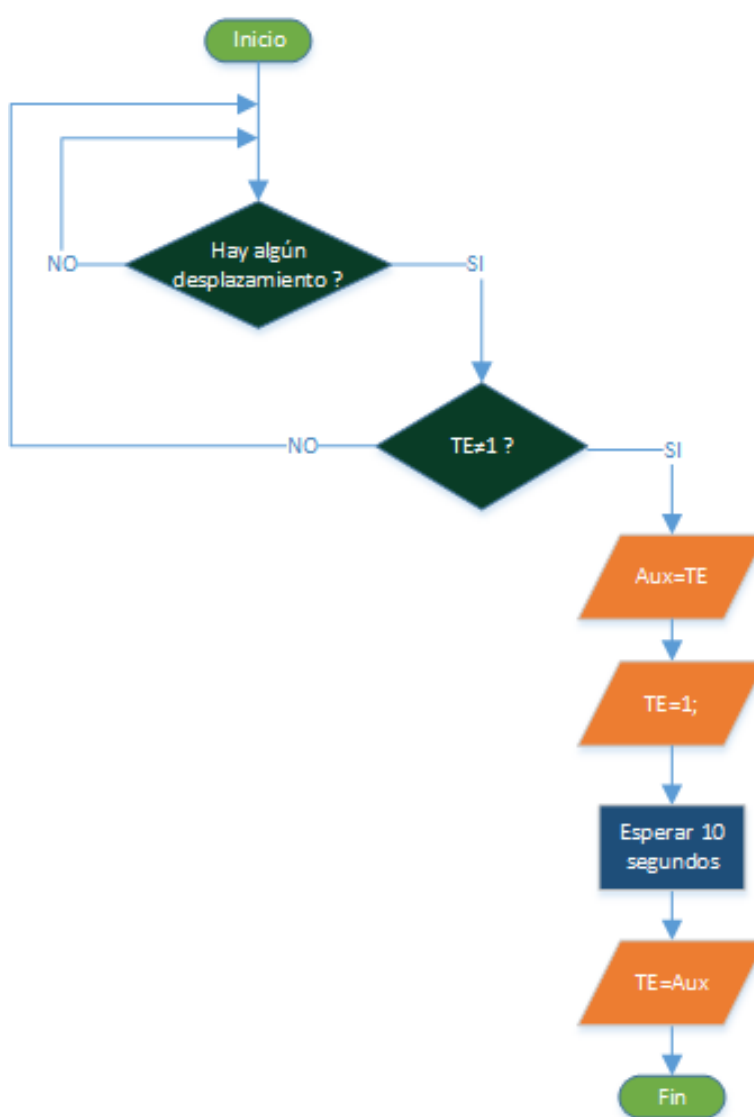 Inicio
Hay algún
desplazamiento ?
NO
SI
TE≠1 ?
NO
SI
Aux=TE
TE=1;
Esperar 10
segundos
TE=Aux
Fin